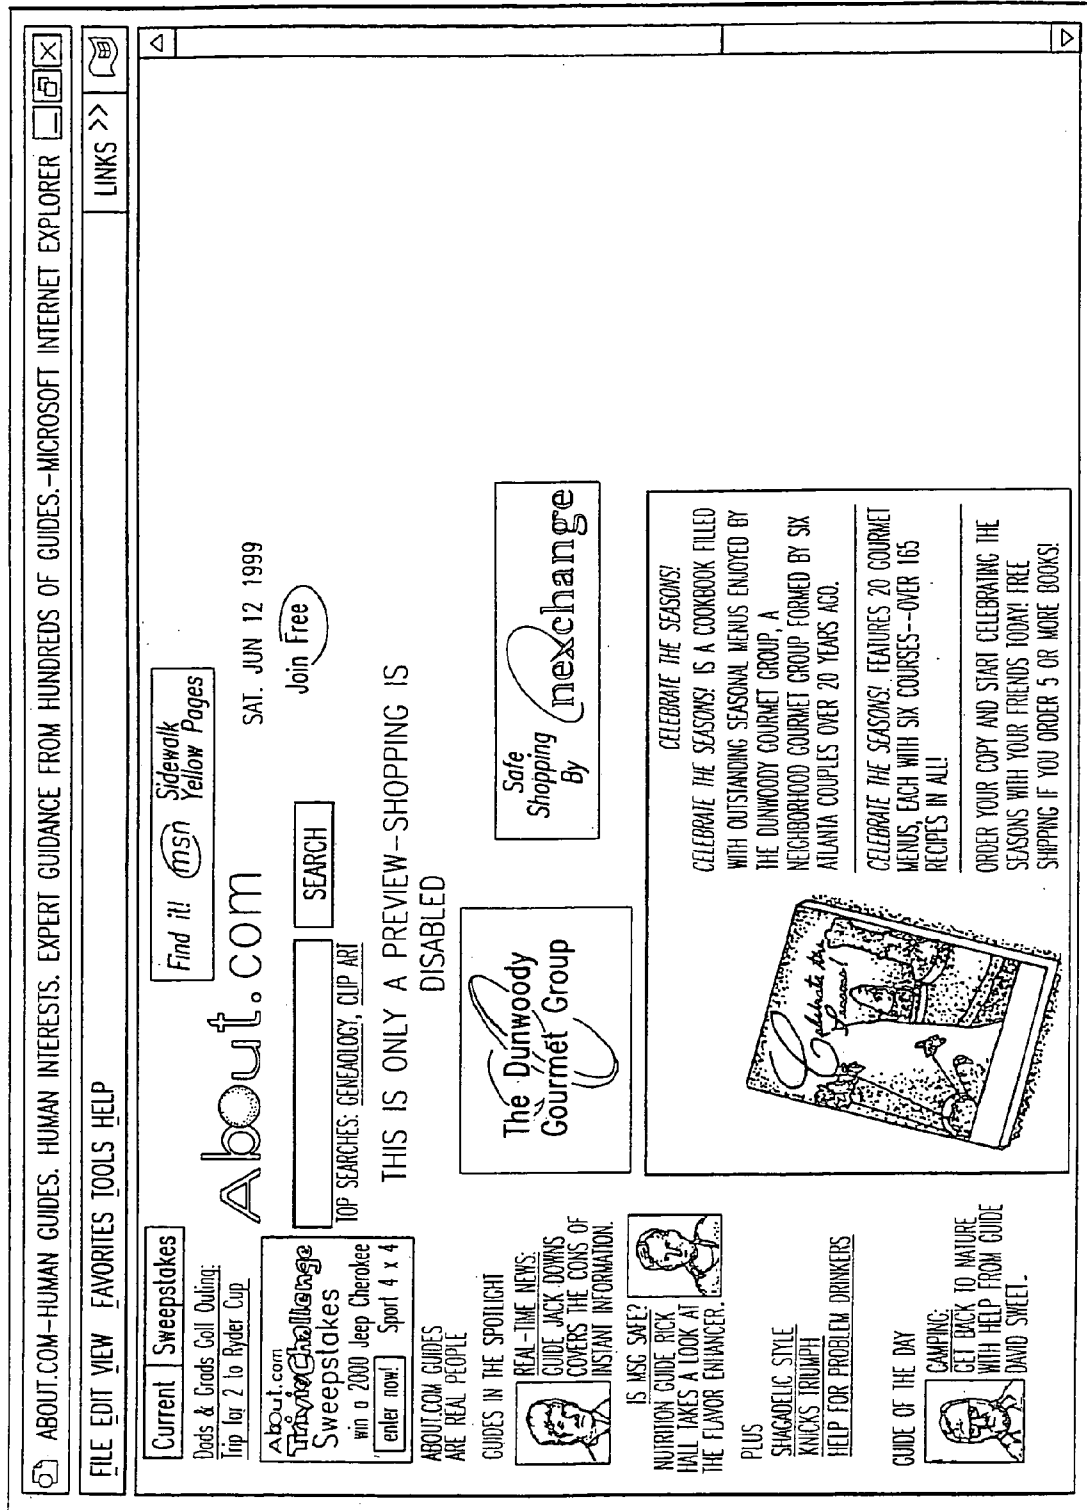 ABOUT.COM-HUMAN GUIDES. HUMAN INTERESTS. EXPERT GUIDANCE FROM HUNDREDS OF GUIDES.-MICROSOFT INTERNET EXPLORER
FILE EDIT VIEW FAVORITES TOOLS HELP
LINKS >>
Current Sweepstakes
Dads & Grads Golf Outing:
Trip for 2 to Ryder Cup
About.com
Trivia Challenge
Sweepstakes
win a 2000 Jeep Cherokee
enter now! Sport 4 x 4
ABOUT.COM GUIDES
ARE REAL PEOPLE
GUIDES IN THE SPOTLIGHT
REAL-TIME NEWS:
GUIDE JACK DOWNS
COVERS THE CONS OF
INSTANT INFORMATION.
IS MSG SAFE?
NUTRITION GUIDE RICK
HALL TAKES A LOOK AT
THE FLAVOR ENHANCER.
PLUS
SHAGADELIC STYLE
KNICKS TRIUMPH
HELP FOR PROBLEM DRINKERS
GUIDE OF THE DAY
CAMPING:
GET BACK TO NATURE
WITH HELP FROM GUIDE
DAVID SWEET.
Find it! msn Sidewalk
Yellow Pages
About.com
SAT. JUN 12 1999
Join Free
SEARCH
TOP SEARCHES: GENEAOLOGY, CLIP ART
THIS IS ONLY A PREVIEW-SHOPPING IS
DISABLED
The Dunwoody
Gourmet Group
Safe
Shopping
By
nexchange
Celebrate the
Seasons!
CELEBRATE THE SEASONS!
CELEBRATE THE SEASONS! IS A COOKBOOK FILLED
WITH OUTSTANDING SEASONAL MENUS ENJOYED BY
THE DUNWOODY GOURMET GROUP, A
NEIGHBORHOOD GOURMET GROUP FORMED BY SIX
ATLANTA COUPLES OVER 20 YEARS AGO.
CELEBRATE THE SEASONS! FEATURES 20 GOURMET
MENUS, EACH WITH SIX COURSES--OVER 165
RECIPES IN ALL!
ORDER YOUR COPY AND START CELEBRATING THE
SEASONS WITH YOUR FRIENDS TODAY! FREE
SHIPPING IF YOU ORDER 5 OR MORE BOOKS!